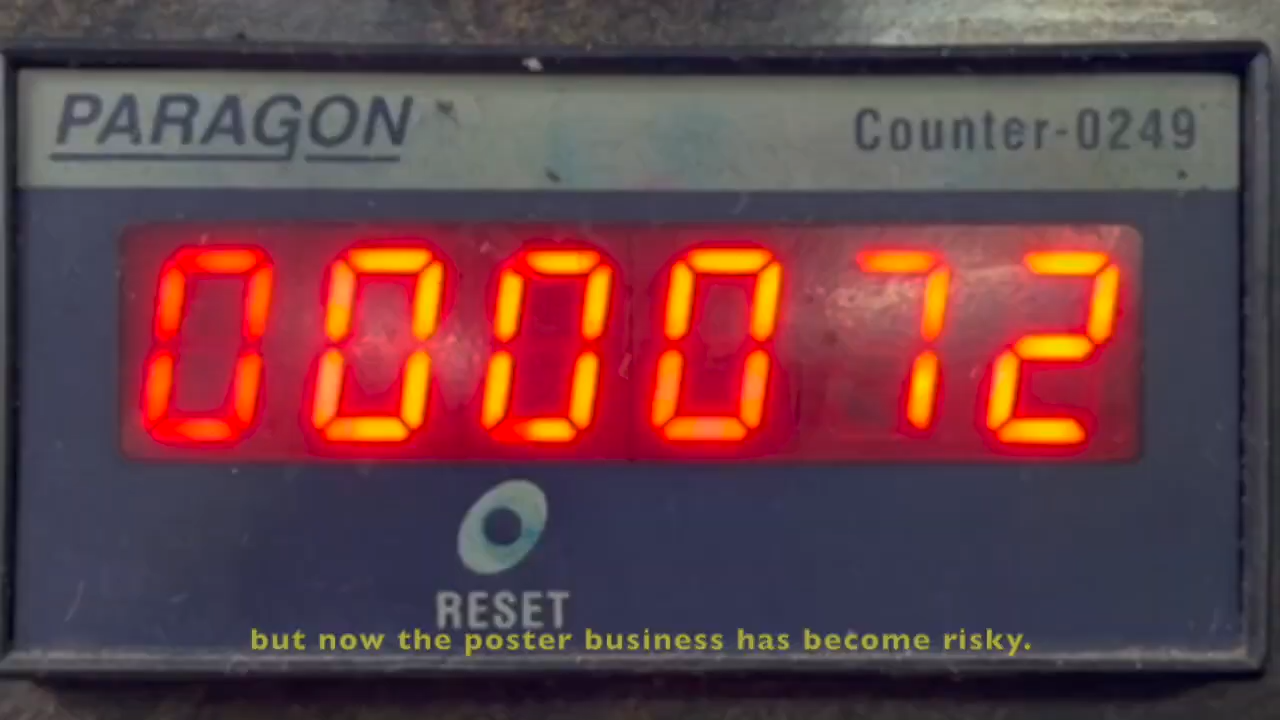 PARAGON
Counter-0249
000072
RESET
but now the poster business has become risky.